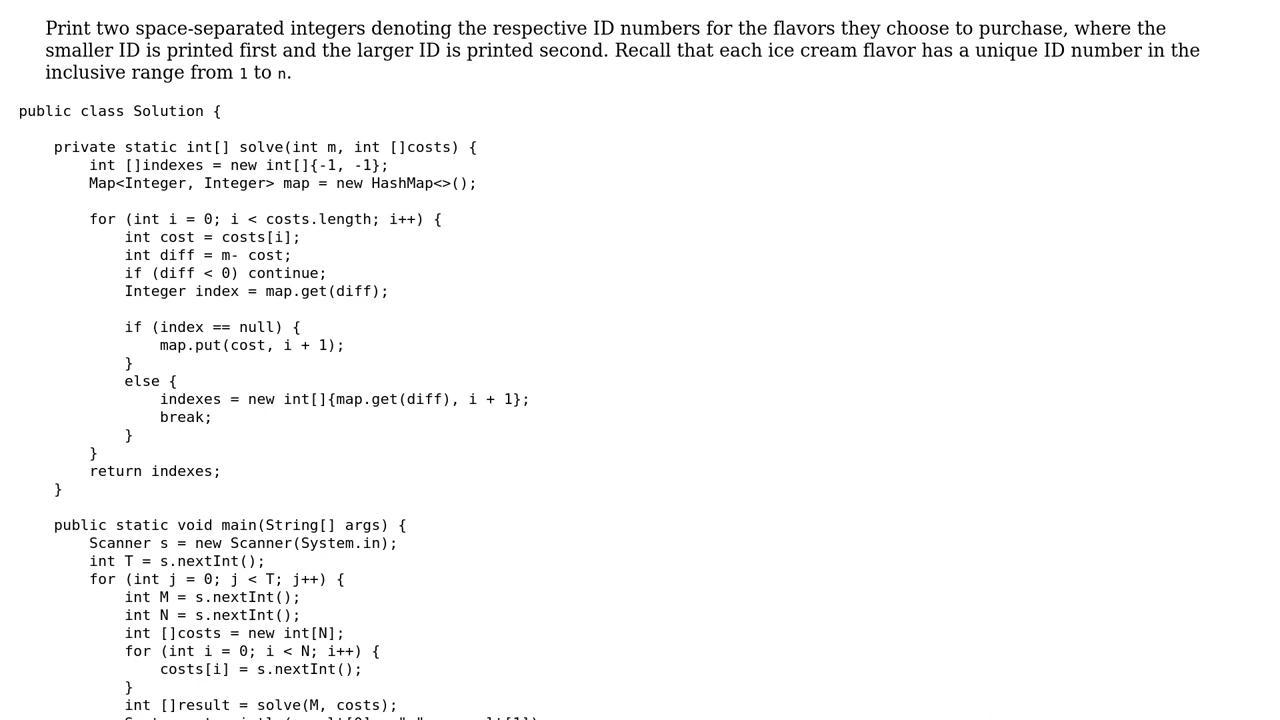 Print two space-separated integers denoting the respective ID numbers for the flavors they choose to purchase, where the
smaller ID is printed first and the larger ID is printed second. Recall that each ice cream flavor has a unique ID number in the
inclusive range from 1 to n.
public class Solution {
    private static int[] solve(int m, int []costs) {
        int []indexes = new int[]{-1, -1};
        Map<Integer, Integer> map = new HashMap<>();
        for (int i = 0; i < costs.length; i++) {
            int cost = costs[i];
            int diff = m- cost;
            if (diff < 0) continue;
            Integer index = map.get(diff);
            if (index == null) {
                map.put(cost, i + 1);
            }
            else {
                indexes = new int[]{map.get(diff), i + 1};
                break;
            }
        }
        return indexes;
    }
    public static void main(String[] args) {
        Scanner s = new Scanner(System.in);
        int T = s.nextInt();
        for (int j = 0; j < T; j++) {
            int M = s.nextInt();
            int N = s.nextInt();
            int []costs = new int[N];
            for (int i = 0; i < N; i++) {
                costs[i] = s.nextInt();
            }
            int []result = solve(M, costs);